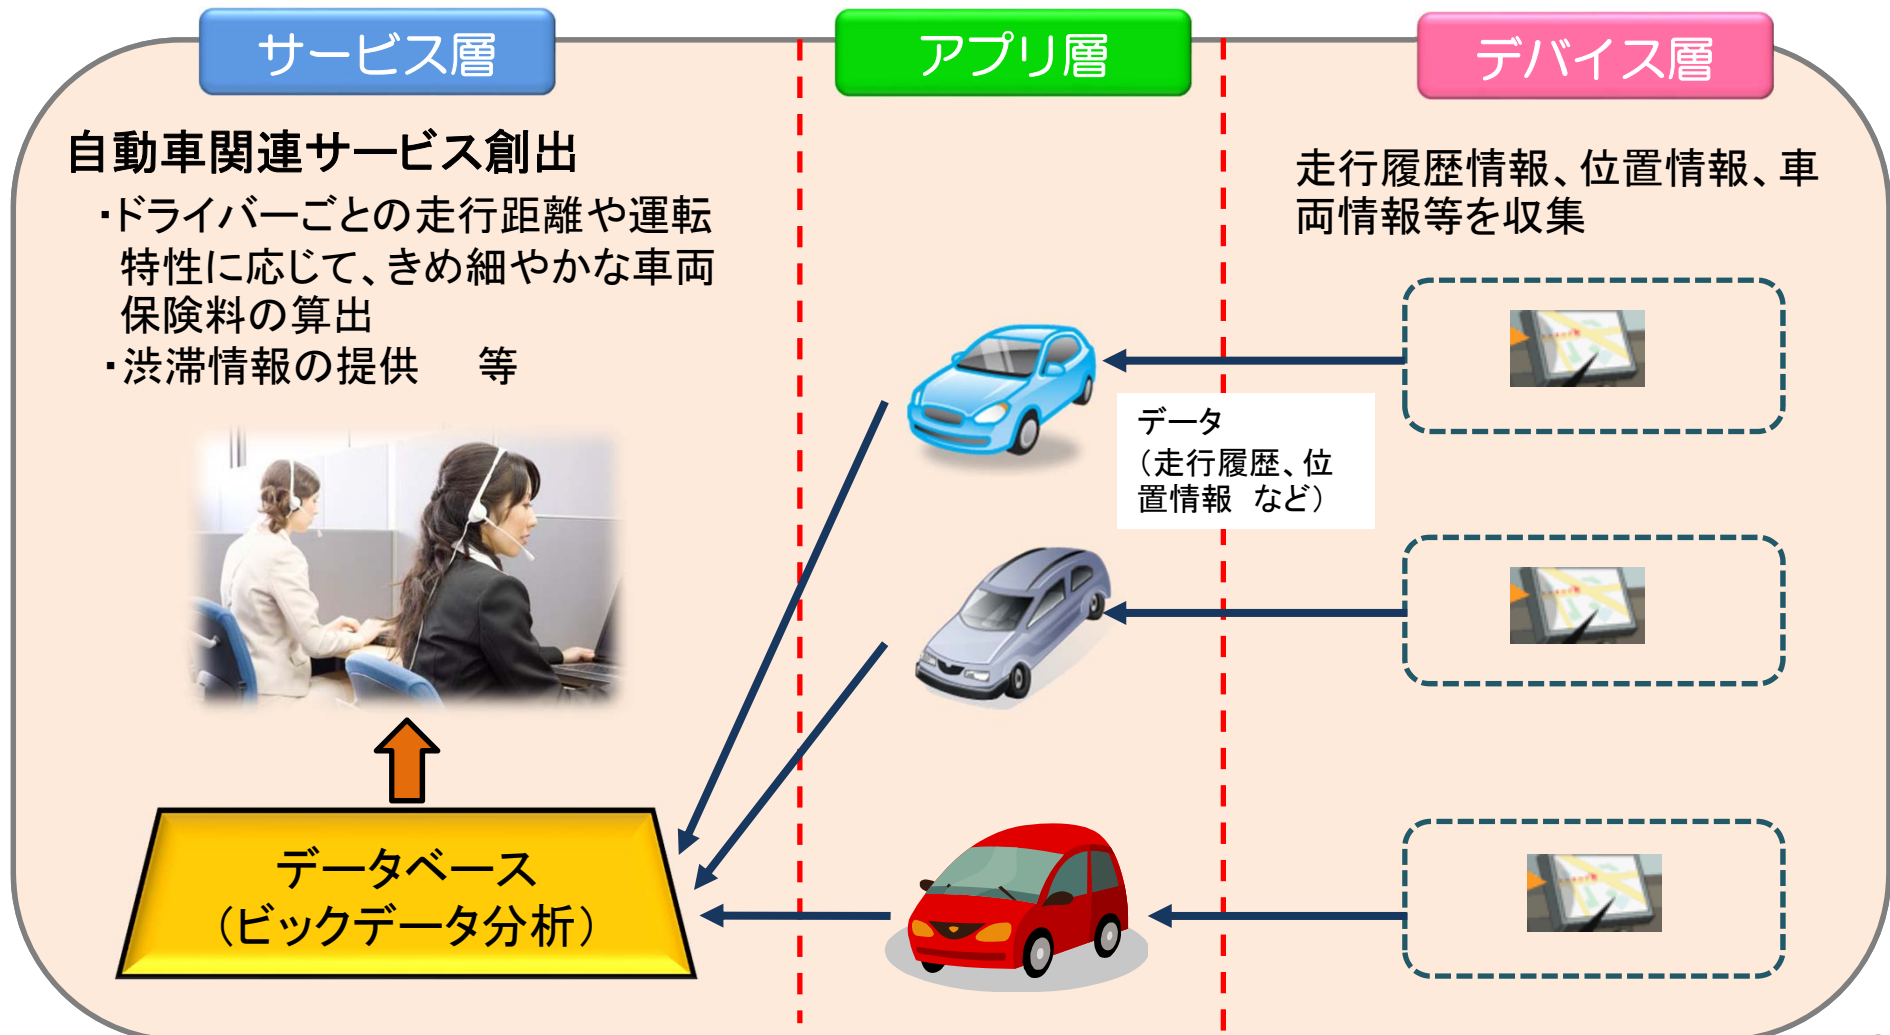 サービス層
アプリ層
デバイス層
自動車関連サービス創出
・ドライバーごとの走行距離や運転
特性に応じて、きめ細やかな車両
保険料の算出
・渋滞情報の提供　等
走行履歴情報、位置情報、車
両情報等を収集
データ
（走行履歴、位
置情報　など）
データベース
（ビックデータ分析）